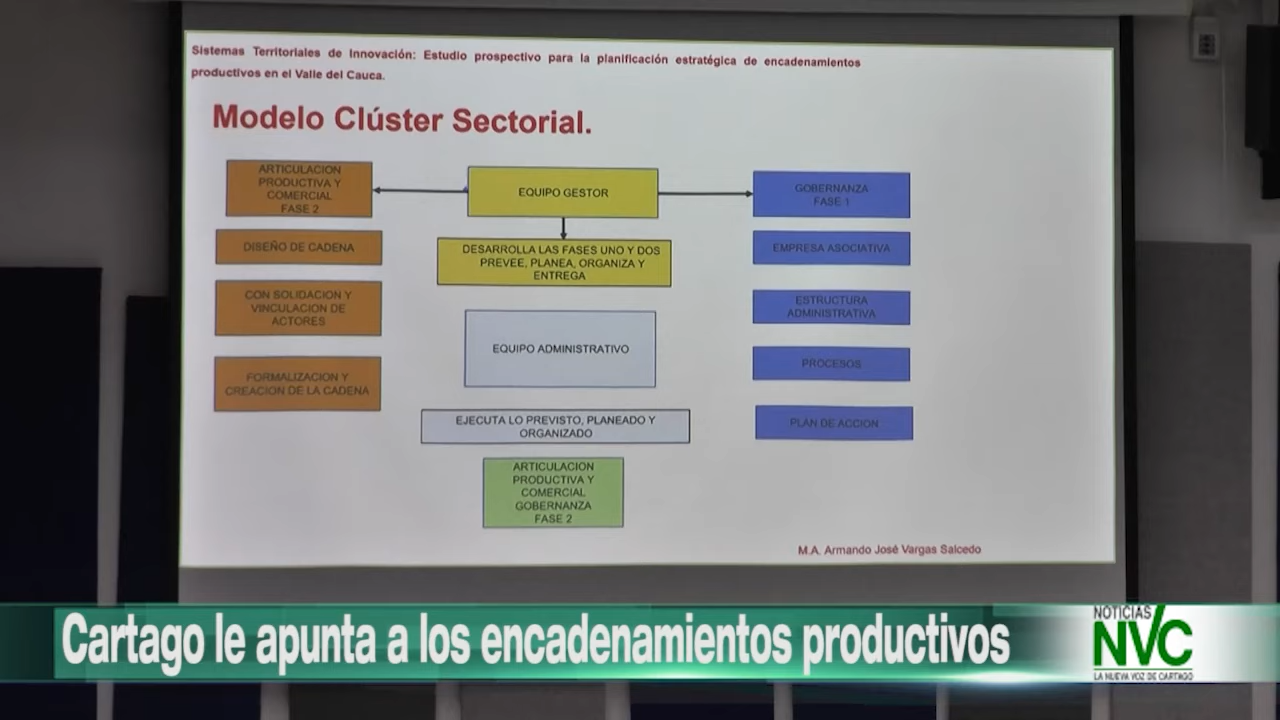 Sistemas Territoriales de Innovación: Estudio prospectivo para la planificación estratégica de encadenamientos
productivos en el Valle del Cauca.
Modelo Clúster Sectorial.
ARTICULACION
PRODUCTIVA Y
COMERCIAL
FASE 2
DISEÑO DE CADENA
CON SOLIDACION Y
VINCULACION DE
ACTORES
FORMALIZACION Y
CREACION DE LA CADENA
EQUIPO GESTOR
DESARROLLA LAS FASES UNO Y DOS
PREVEE, PLANEA, ORGANIZA Y
ENTREGA
EQUIPO ADMINISTRATIVO
EJECUTA LO PREVISTO, PLANEADO Y
ORGANIZADO
ARTICULACION
PRODUCTIVA Y
COMERCIAL
GOBERNANZA
FASE 2
GOBERNANZA
FASE 1
EMPRESA ASOCIATIVA
ESTRUCTURA
ADMINISTRATIVA
PROCESOS
PLAN DE ACCION
M.A. Armando José Vargas Salcedo
Cartago le apunta a los encadenamientos productivos
NOTICIAS
NVC
LA NUEVA VOZ DE CARTAGO